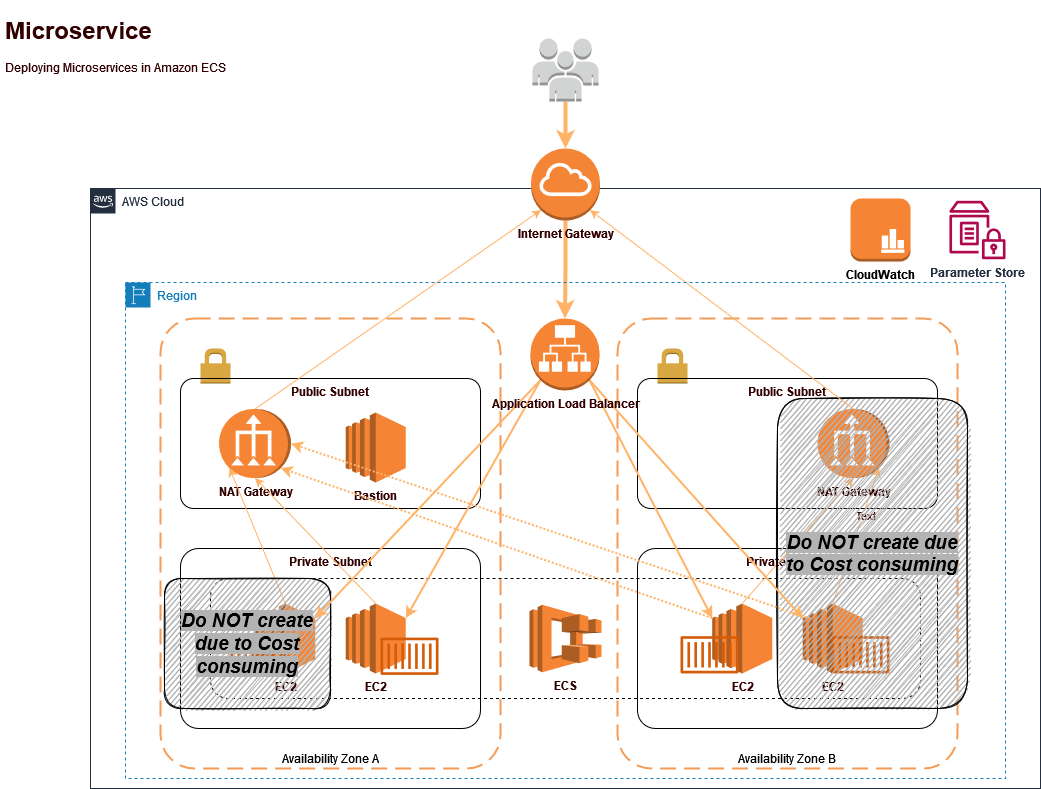 Microservice
Deploying Microservices in Amazon ECS
aws
AWS Cloud
Internet Gateway
CloudWatch
Parameter Store
Region
Public Subnet
Application Load Balancer
Public Subnet
NAT Gateway
Bastion
NAT Gateway
Text
Do NOT create due
to Cost consuming
Private Subnet
Private
Do NOT create
due to Cost
consuming
EC2
EC2
ECS
EC2
EC2
Availability Zone A
Availability Zone B